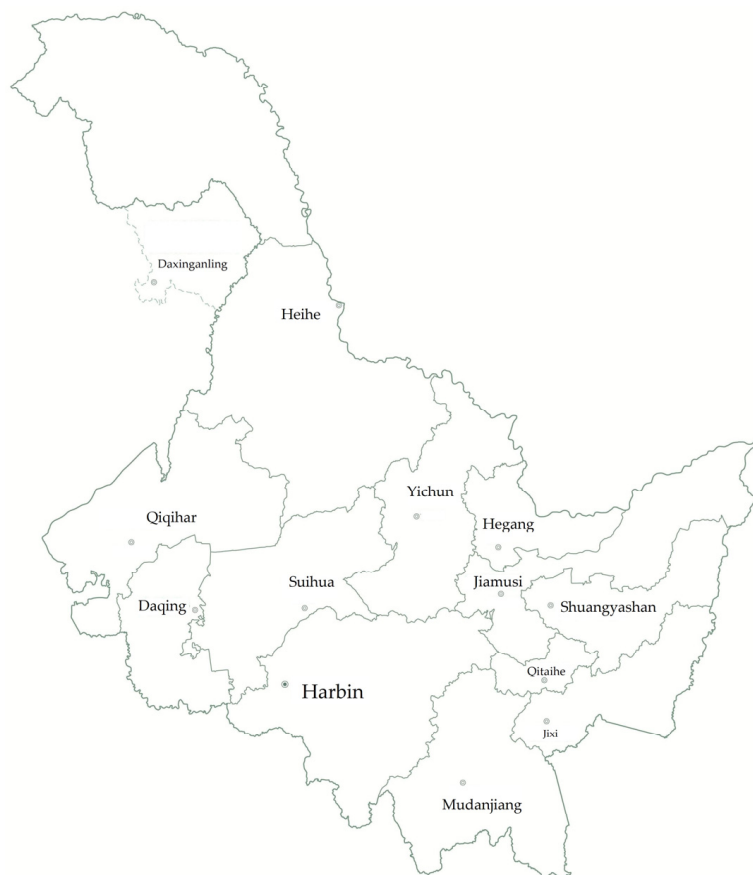 Daxinganling
Heihe
Yichun
Qiqihar
Hegang
Suihua
Jiamusi
Daqing
Shuangyashan
Qitaihe
Harbin
Jixi
Mudanjiang